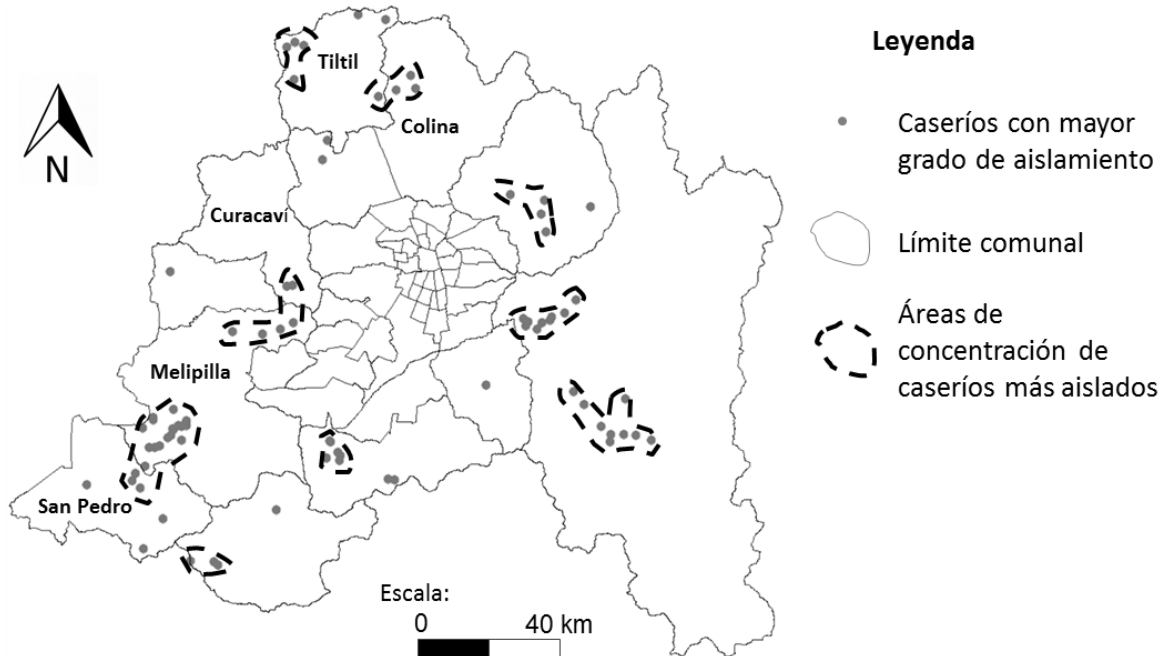 Leyenda
Tiltil
N
Colina
Caseríos con mayor
grado de aislamiento
Curacaví
Límite comunal
Áreas de
concentración de
caseríos más aislados
Melipilla
San Pedro
Escala:
0 40 km